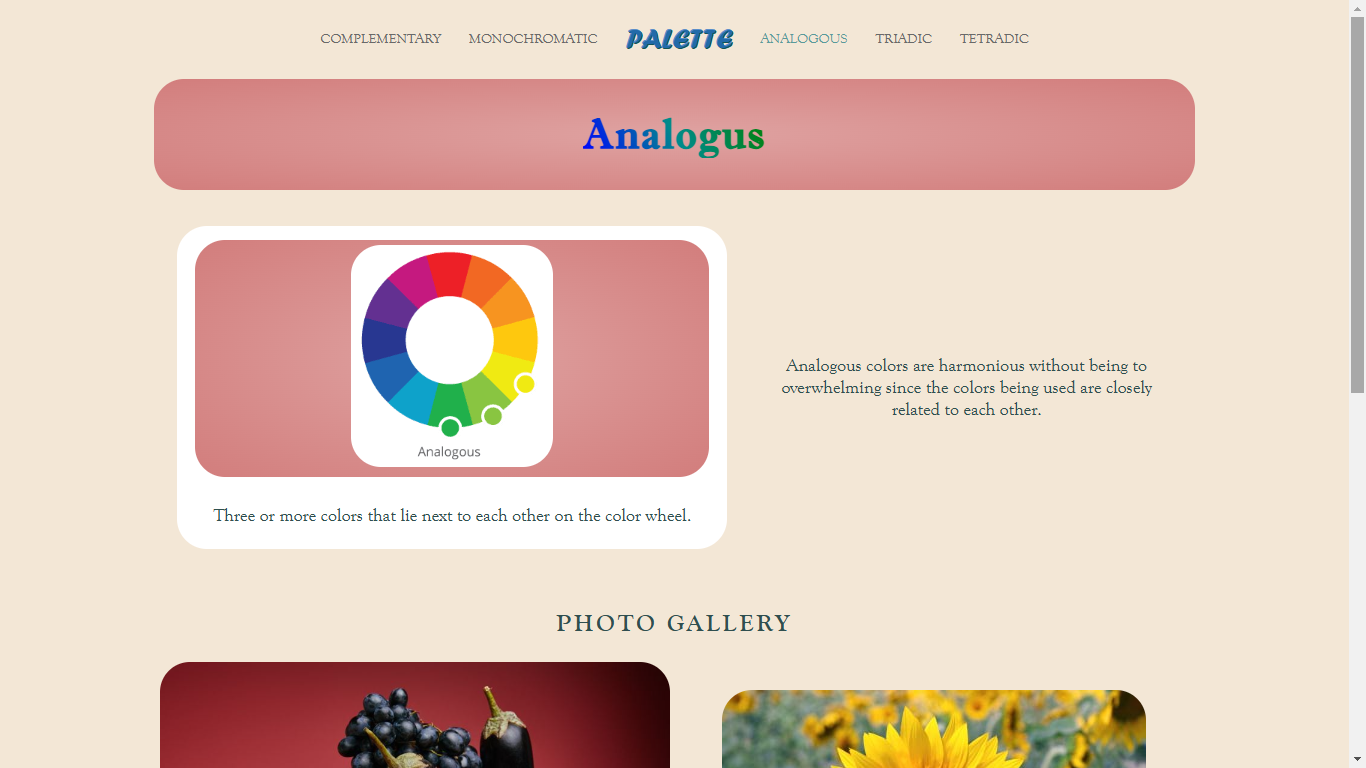 COMPLEMENTARY MONOCHROMATIC PALETTE ANALOGOUS TRIADIC TETRADIC
Analogus
Analogous
Three or more colors that lie next to each other on the color wheel.
Analogous colors are harmonious without being to
overwhelming since the colors being used are closely
related to each other.
PHOTO GALLERY